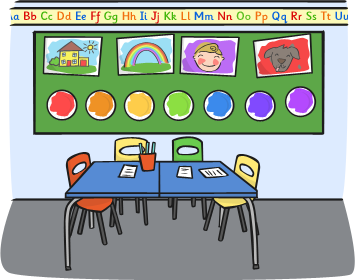 Aa Bb Cc Dd Ee Ff Gg Hh Ii Jj Kk Ll Mm Nn Oo Pp Qq Rr Ss Tt Uu